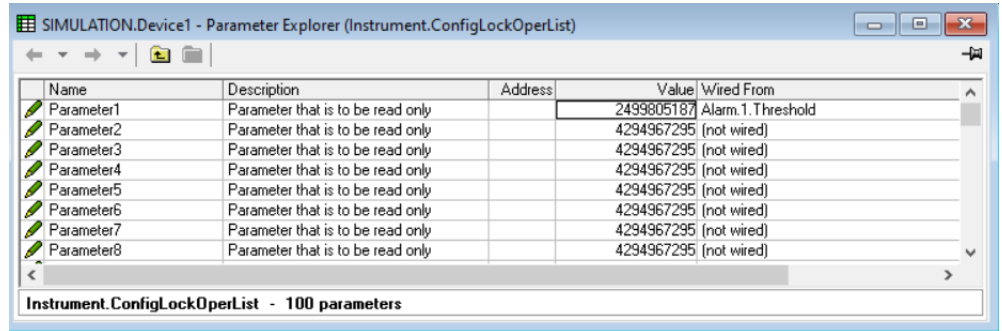 SIMULATION.Device1 - Parameter Explorer (Instrument.ConfigLockOperList)
Name Description Address Value Wired From
Parameter1 Parameter that is to be read only 2499805187 Alarm.1.Threshold
Parameter2 Parameter that is to be read only 4294967295 (not wired)
Parameter3 Parameter that is to be read only 4294967295 (not wired)
Parameter4 Parameter that is to be read only 4294967295 (not wired)
Parameter5 Parameter that is to be read only 4294967295 (not wired)
Parameter6 Parameter that is to be read only 4294967295 (not wired)
Parameter7 Parameter that is to be read only 4294967295 (not wired)
Parameter8 Parameter that is to be read only 4294967295 (not wired)
Instrument.ConfigLockOperList - 100 parameters